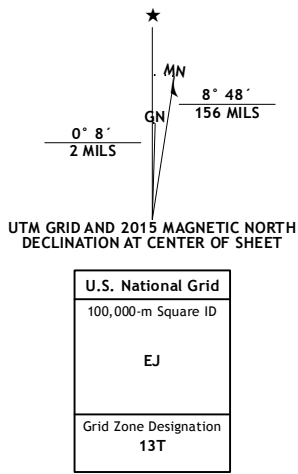 MN
8° 48´
156 MILS
GN
0° 8´
2 MILS
UTM GRID AND 2015 MAGNETIC NORTH
DECLINATION AT CENTER OF SHEET
U.S. National Grid
100,000-m Square ID
EJ
Grid Zone Designation
13T